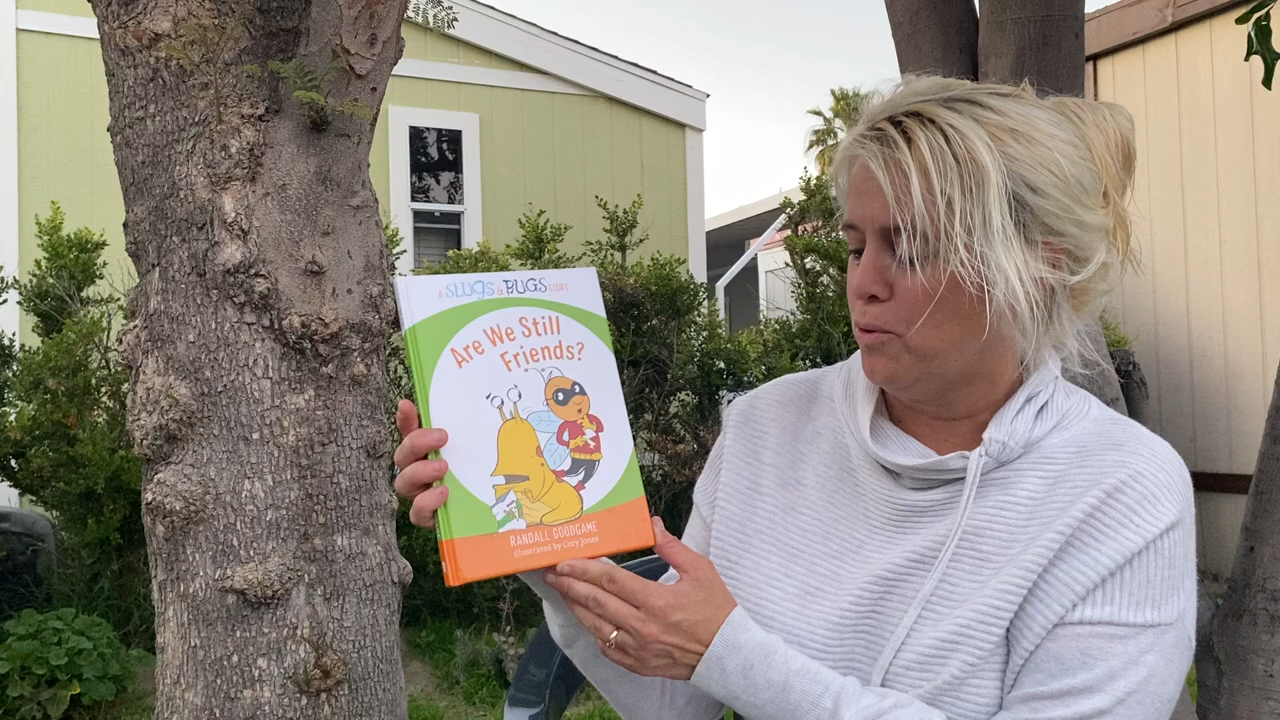 A SLUGS & BUGS STORY
Are We Still
Friends?
RANDALL GOODGAME
illustrated by Cory Jones